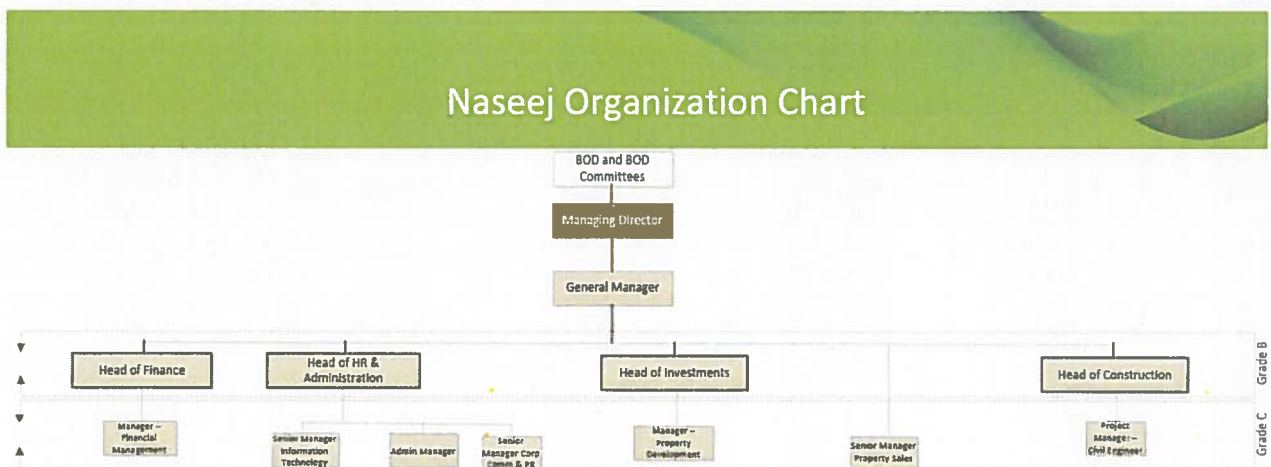 Naseej Organization Chart
BOD and BOD
Committees
Managing Director
General Manager
Grade B
Head of Finance
Head of HR &
Administration
Head of Investments
Head of Construction
Grade C
Manager –
Financial
Management
Senior Manager
Information
Technology
Admin Manager
Senior
Manager Corp
Comm & PR
Manager –
Property
Development
Senior Manager
Property Sales
Project
Manager –
Civil Engineer